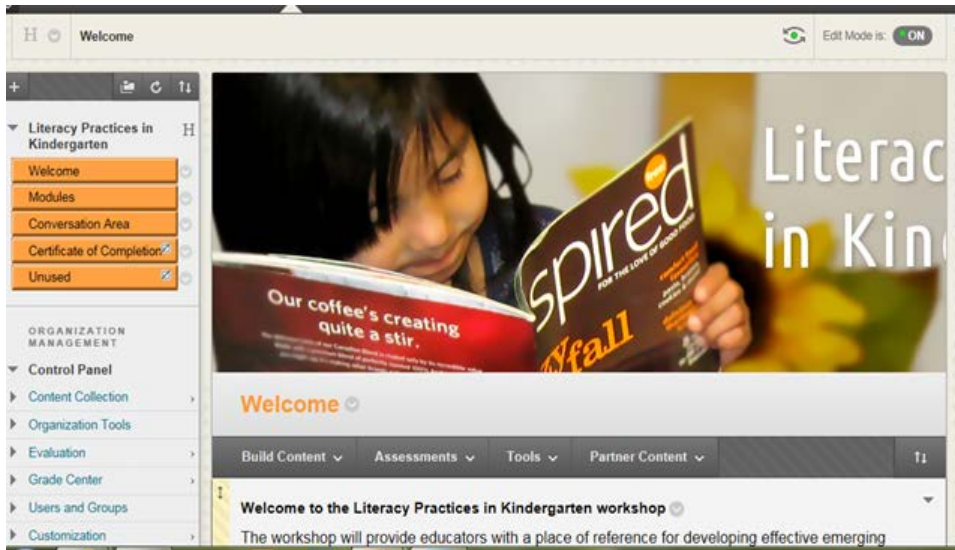 H Welcome
Edit Mode is: ON
Literacy Practices in
Kindergarten
H
Welcome
Modules
Conversation Area
Certificate of Completion
Unused
ORGANIZATION
MANAGEMENT
Control Panel
Content Collection
Organization Tools
Evaluation
Grade Center
Users and Groups
Customization
Literac
in Kin
spired
FOR THE LOVE OF GOOD FOOD
fall
Our coffee's creating
quite a stir.
Welcome
Build Content Assessments Tools Partner Content
Welcome to the Literacy Practices in Kindergarten workshop
The workshop will provide educators with a place of reference for developing effective emerging